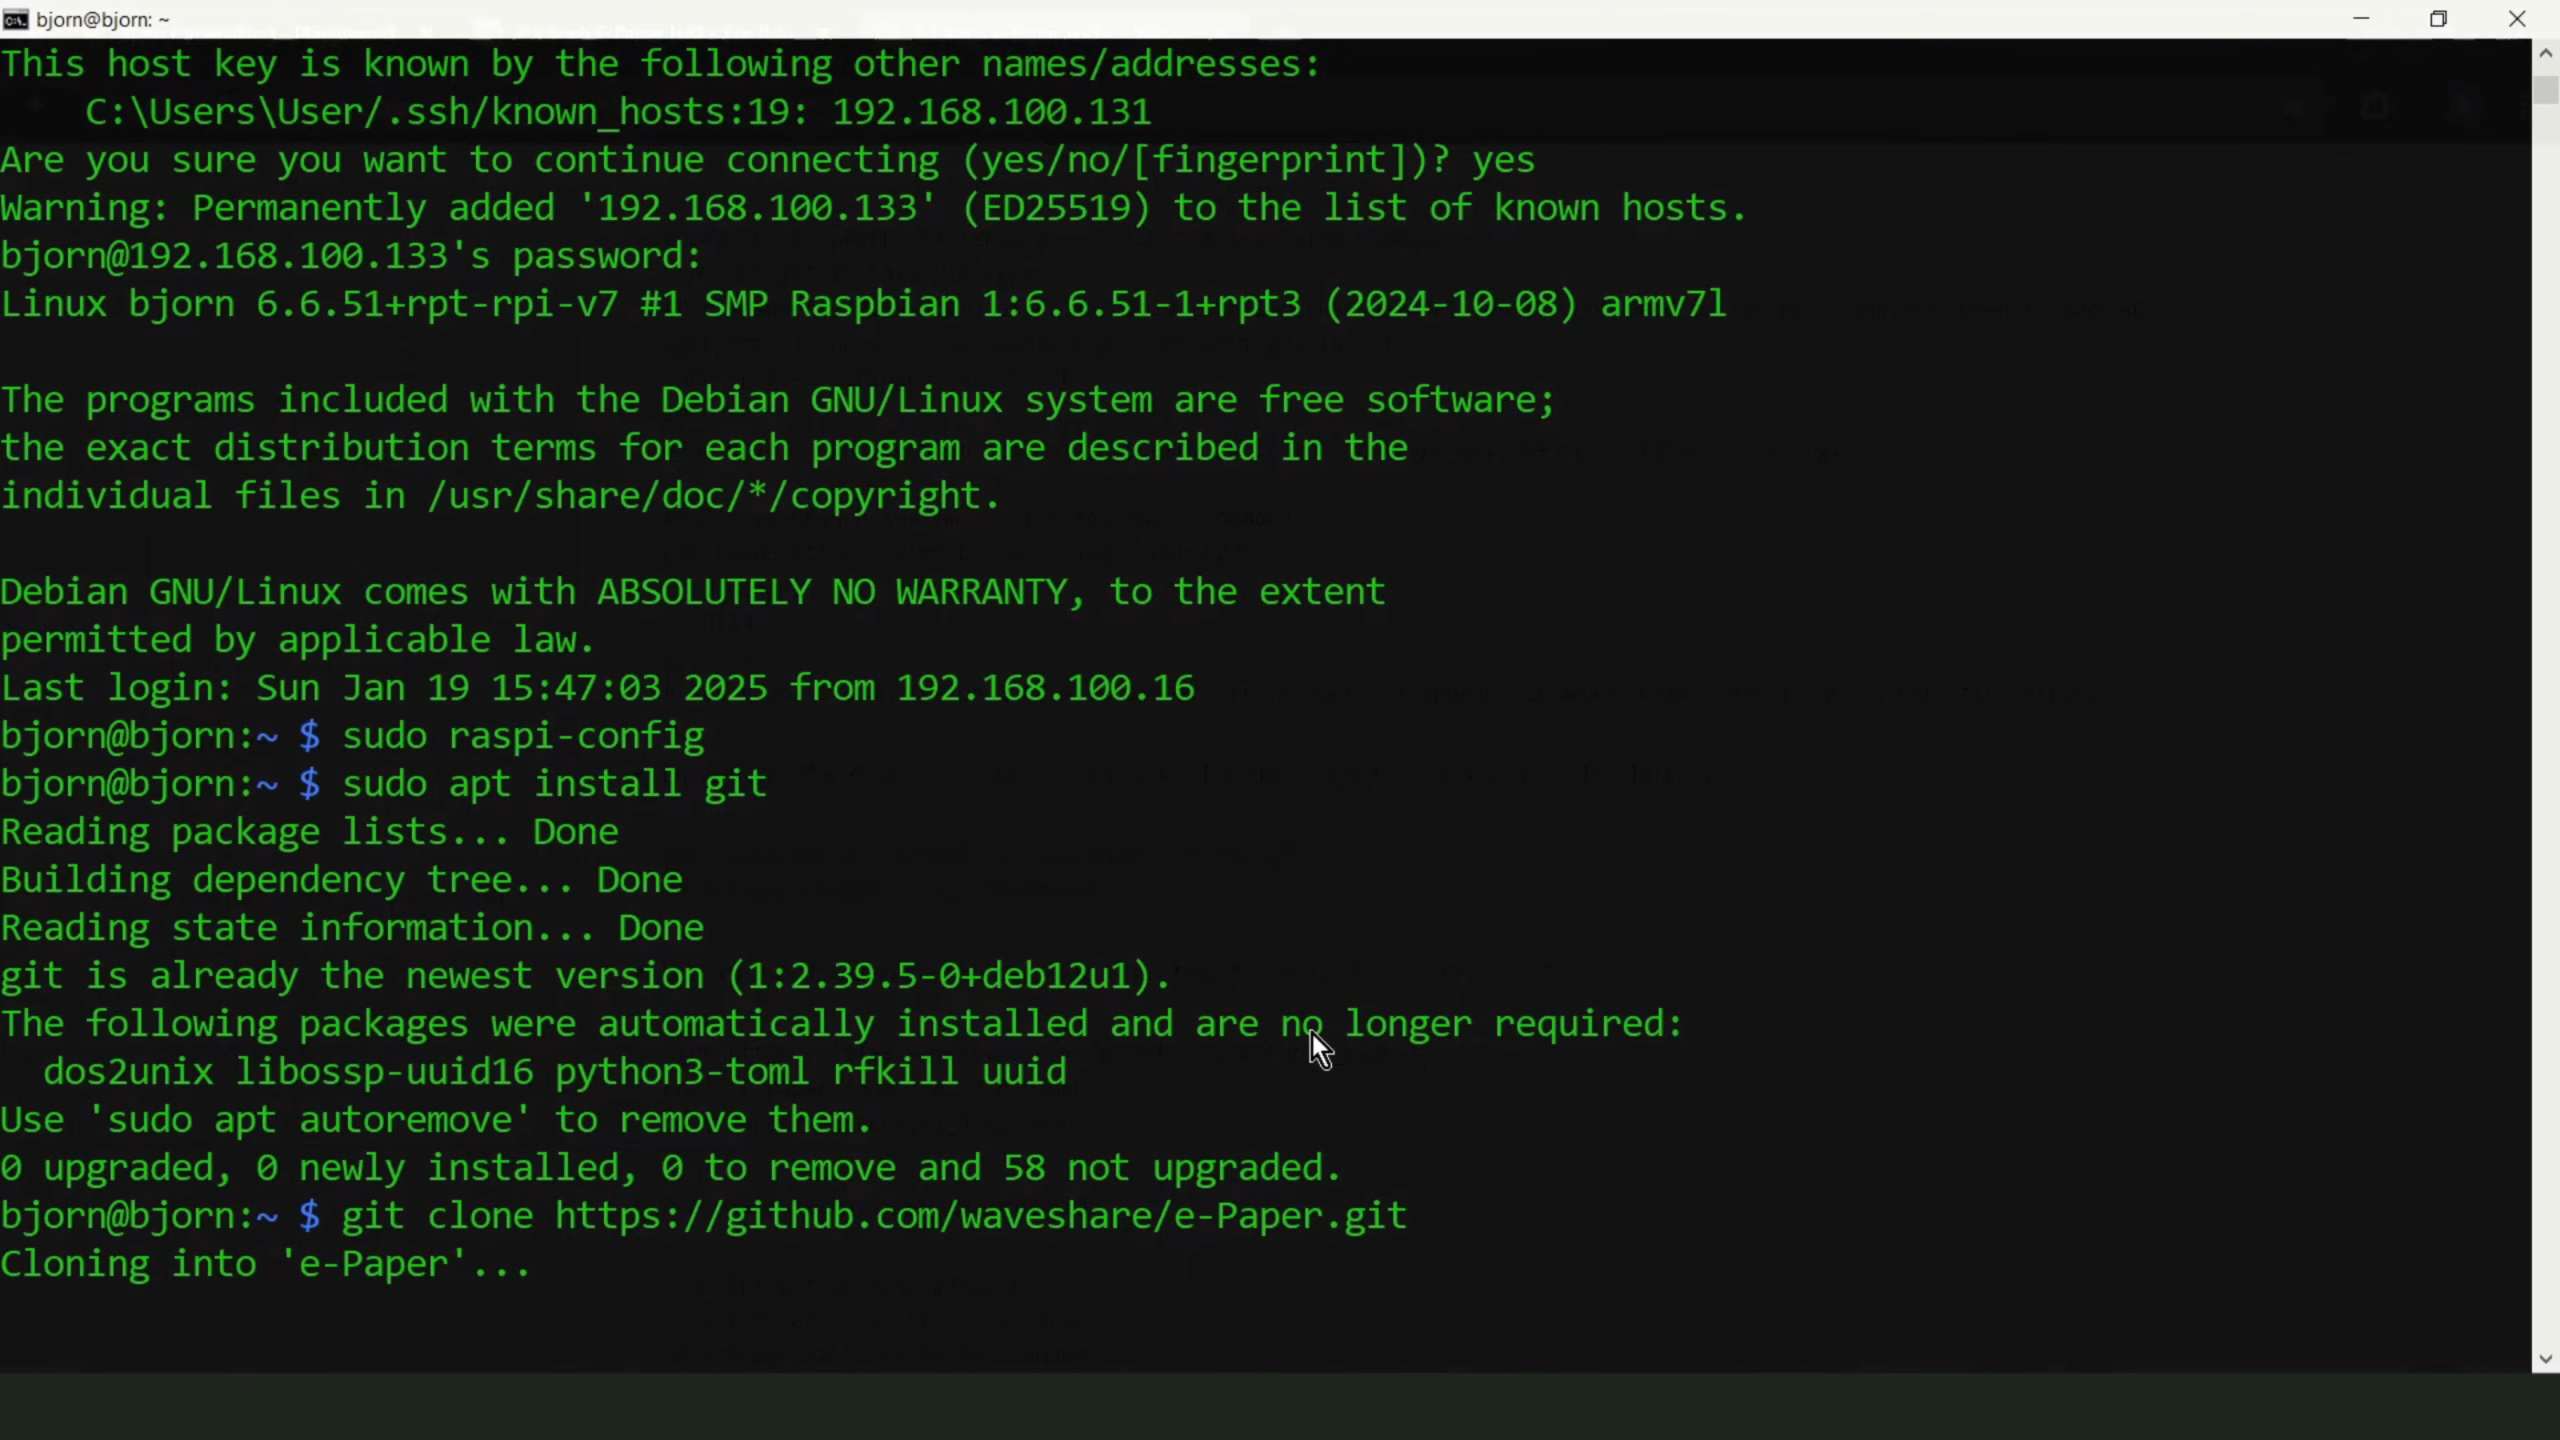 bjorn@bjorn: ~
This host key is known by the following other names/addresses:
    C:\Users\User/.ssh/known_hosts:19: 192.168.100.131
Are you sure you want to continue connecting (yes/no/[fingerprint])? yes
Warning: Permanently added '192.168.100.133' (ED25519) to the list of known hosts.
bjorn@192.168.100.133's password:
Linux bjorn 6.6.51+rpt-rpi-v7 #1 SMP Raspbian 1:6.6.51-1+rpt3 (2024-10-08) armv7l
The programs included with the Debian GNU/Linux system are free software;
the exact distribution terms for each program are described in the
individual files in /usr/share/doc/*/copyright.
Debian GNU/Linux comes with ABSOLUTELY NO WARRANTY, to the extent
permitted by applicable law.
Last login: Sun Jan 19 15:47:03 2025 from 192.168.100.16
bjorn@bjorn:~ $ sudo raspi-config
bjorn@bjorn:~ $ sudo apt install git
Reading package lists... Done
Building dependency tree... Done
Reading state information... Done
git is already the newest version (1:2.39.5-0+deb12u1).
The following packages were automatically installed and are no longer required:
  dos2unix libossp-uuid16 python3-toml rfkill uuid
Use 'sudo apt autoremove' to remove them.
0 upgraded, 0 newly installed, 0 to remove and 58 not upgraded.
bjorn@bjorn:~ $ git clone https://github.com/waveshare/e-Paper.git
Cloning into 'e-Paper'...